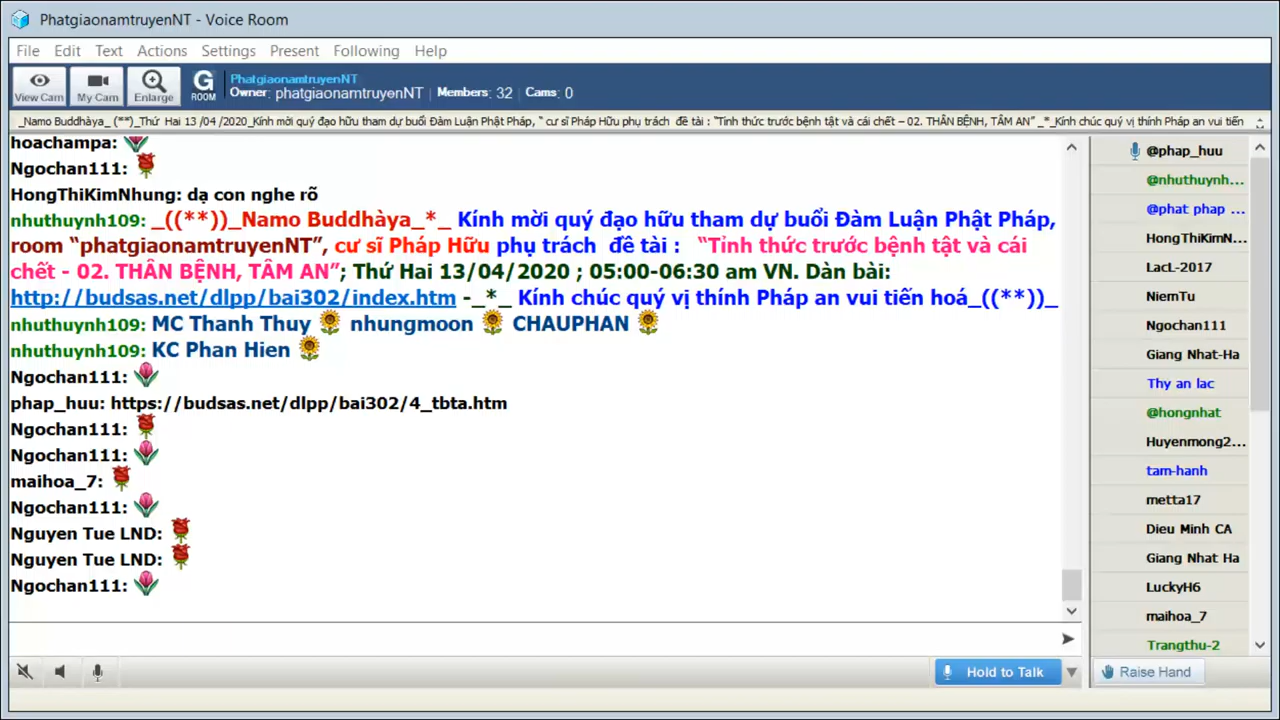 PhatgiaonamtruyenNT - Voice Room
File Edit Text Actions Settings Present Following Help
View Cam My Cam Enlarge G ROOM
PhatgiaonamtruyenNT
Owner: phatgiaonamtruyenNT Members: 32 Cams: 0
_Namo Buddhàya_ (**)_Thứ Hai 13 /04 /2020_Kính mời quý đạo hữu tham dự buổi Đàm Luận Phật Pháp, “ cư sĩ Pháp Hữu phụ trách đề tài : “Tỉnh thức trước bệnh tật và cái chết – 02. THÂN BỆNH, TÂM AN” _*_Kính chúc quý vị thính Pháp an vui tiến
hoachampa:
Ngochan111:
HongThiKimNhung: dạ con nghe rõ
nhuthuynh109: _((**))_Namo Buddhàya_*_ Kính mời quý đạo hữu tham dự buổi Đàm Luận Phật Pháp,
room “phatgiaonamtruyenNT”, cư sĩ Pháp Hữu phụ trách đề tài : “Tỉnh thức trước bệnh tật và cái
chết - 02. THÂN BỆNH, TÂM AN”; Thứ Hai 13/04/2020 ; 05:00-06:30 am VN. Dàn bài:
http://budsas.net/dlpp/bai302/index.htm -_*_ Kính chúc quý vị thính Pháp an vui tiến hoá_((**))_
nhuthuynh109: MC Thanh Thuy nhungmoon CHAUPHAN
nhuthuynh109: KC Phan Hien
Ngochan111:
phap_huu: https://budsas.net/dlpp/bai302/4_tbta.htm
Ngochan111:
Ngochan111:
maihoa_7:
Ngochan111:
Nguyen Tue LND:
Nguyen Tue LND:
Ngochan111:
@phap_huu
@nhuthuynh...
@phat phap ...
HongThiKimN...
LacL-2017
NiemTu
Ngochan111
Giang Nhat-Ha
Thy an lac
@hongnhat
Huyenmong2...
tam-hanh
metta17
Dieu Minh CA
Giang Nhat Ha
LuckyH6
maihoa_7
Trangthu-2
Hold to Talk
Raise Hand